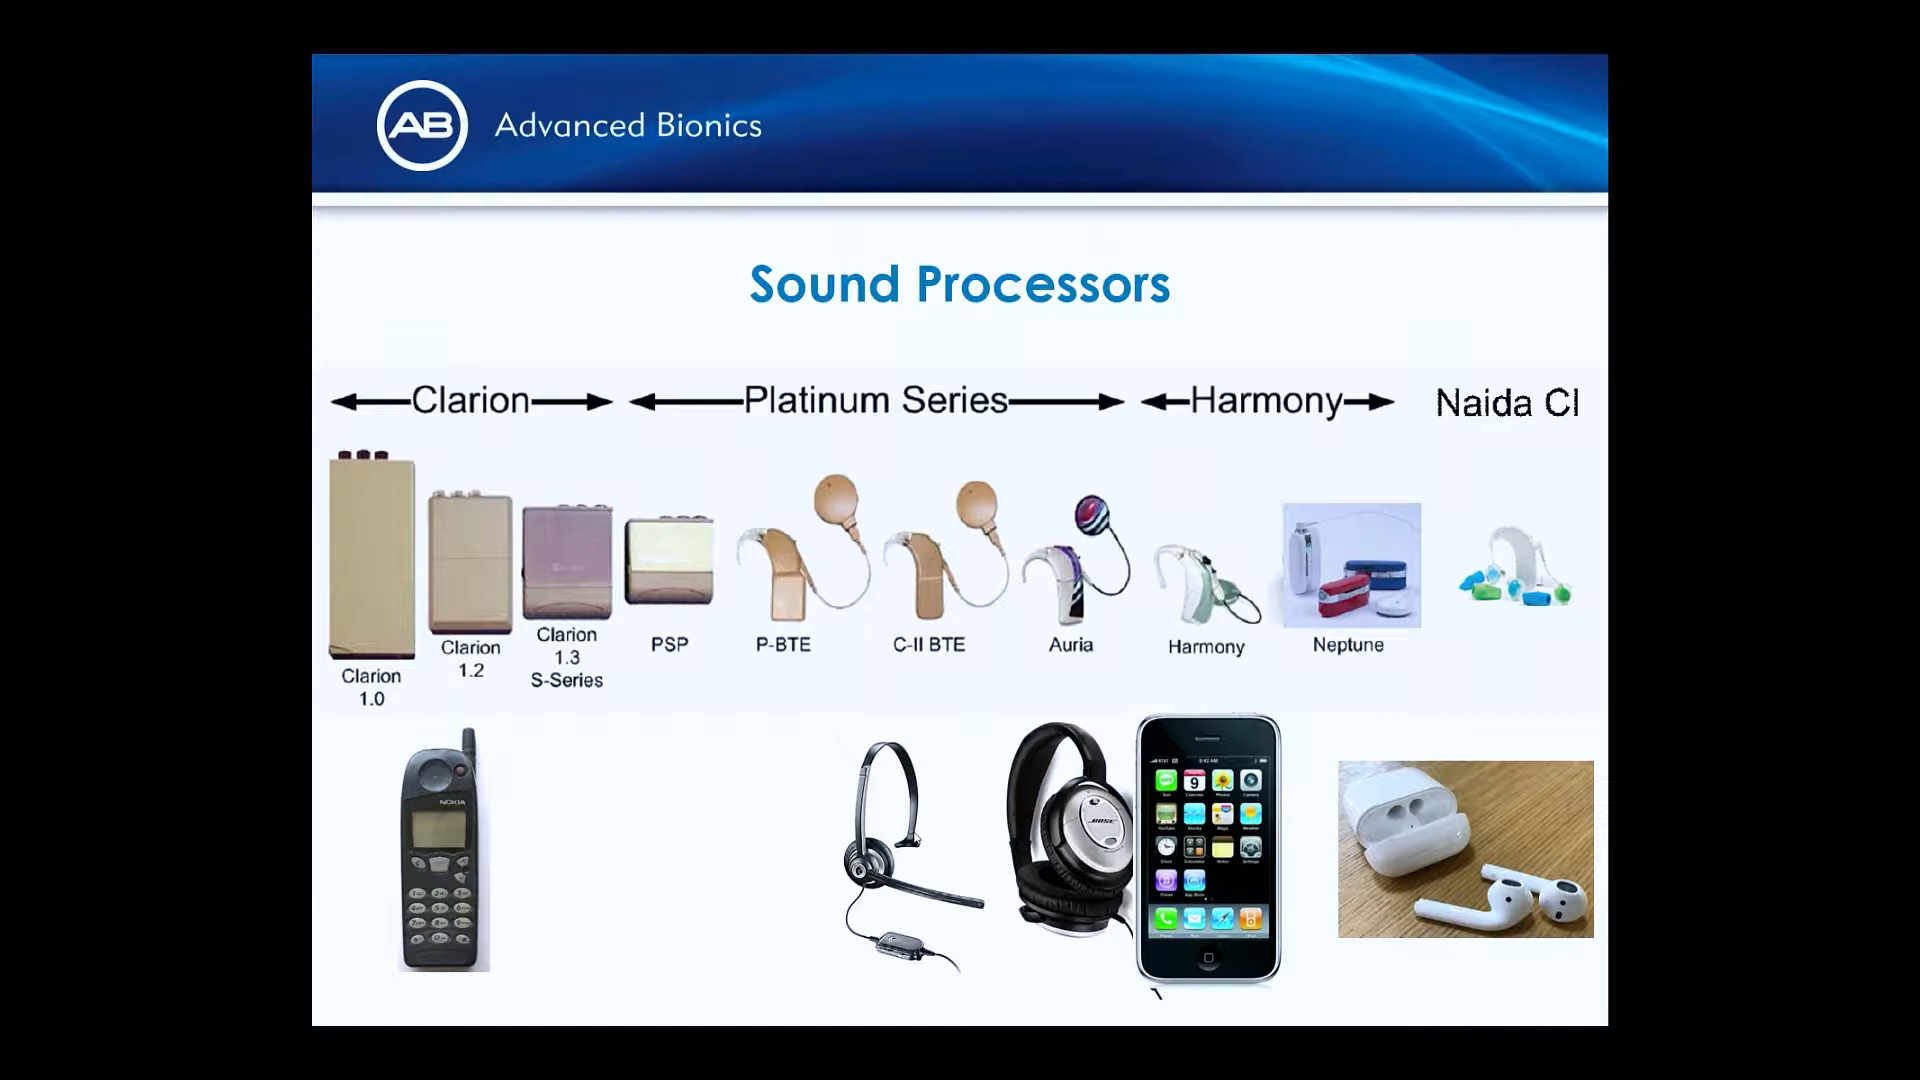 AB Advanced Bionics
Sound Processors
Clarion
Platinum Series
Harmony
Naida CI
Clarion
1.0
Clarion
1.2
Clarion
1.3
S-Series
PSP
P-BTE
C-II BTE
Auria
Harmony
Neptune
NOKIA
BOSE
9